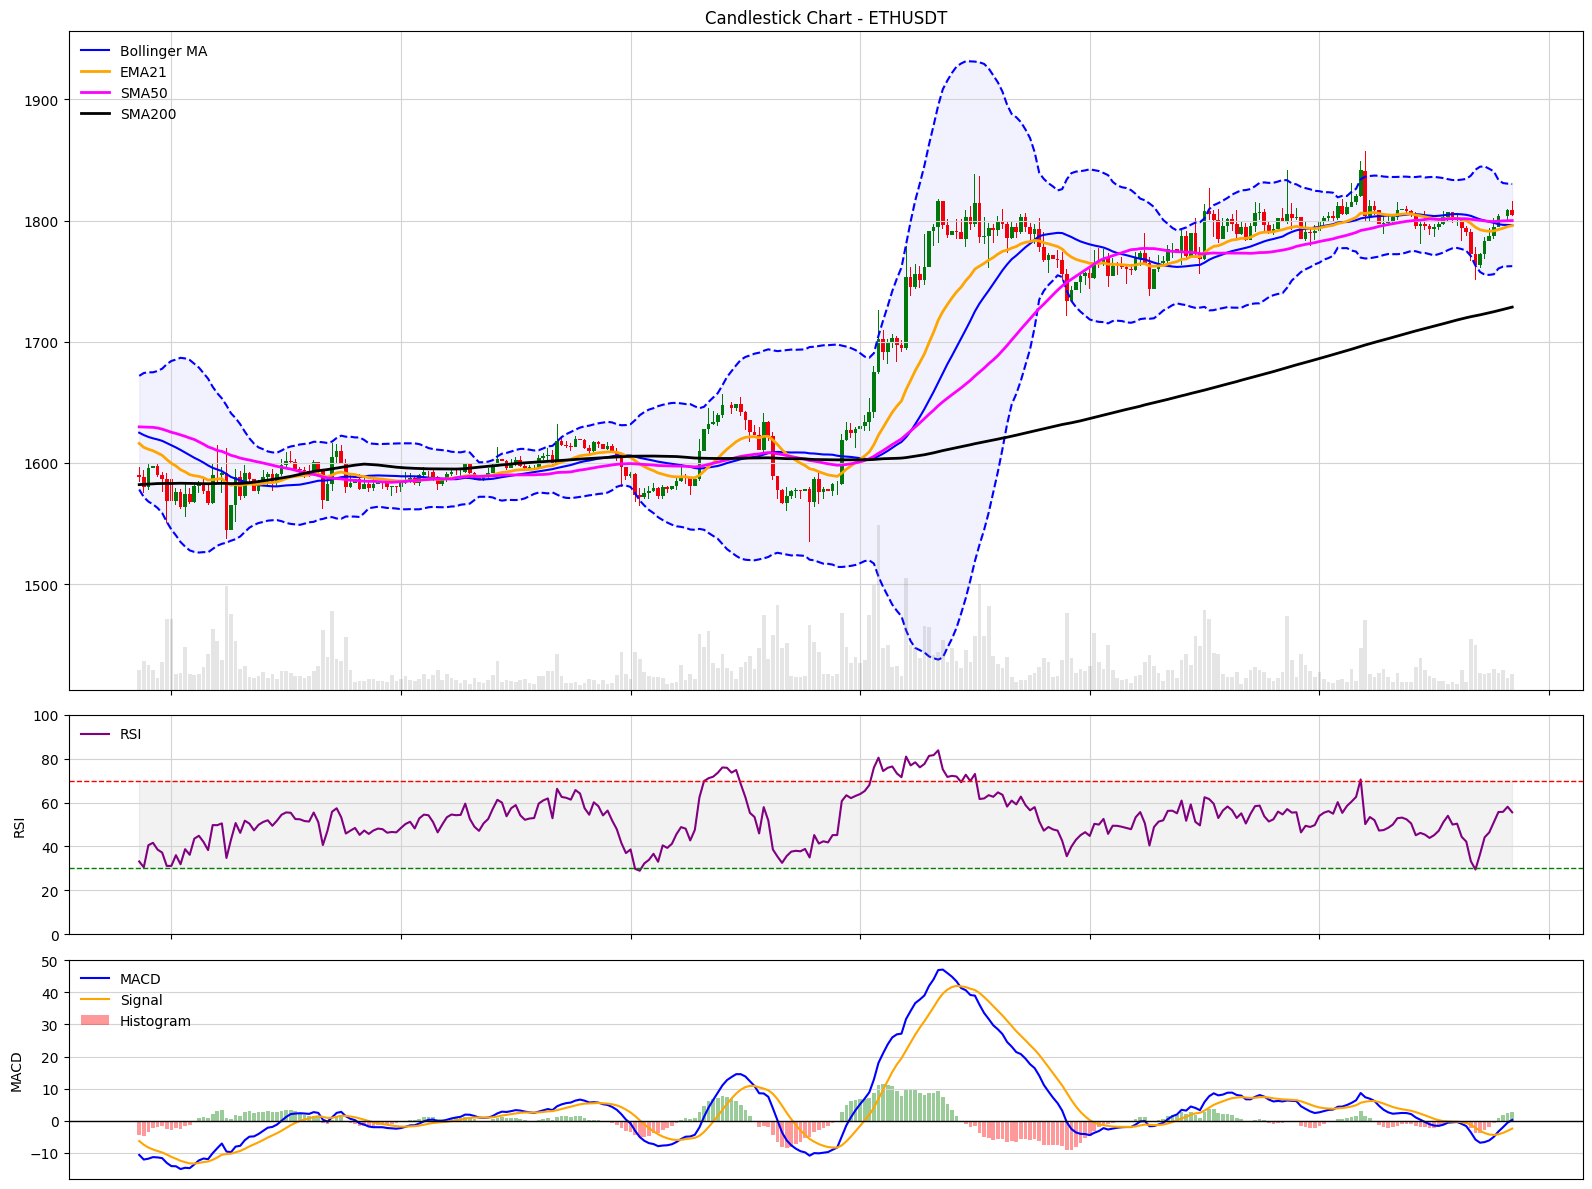 Candlestick Chart - ETHUSDT
Bollinger MA
EMA21
SMA50
SMA200
1900
1800
1700
1600
1500
RSI
100
80
60
40
20
0
RSI
MACD
Signal
Histogram
50
40
30
20
10
0
−10
MACD